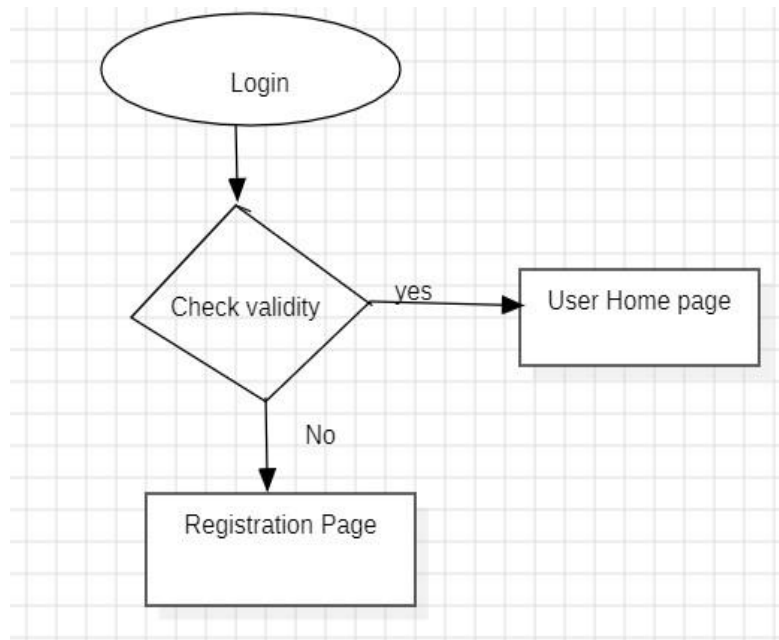 Login
Check validity
yes
User Home page
No
Registration Page